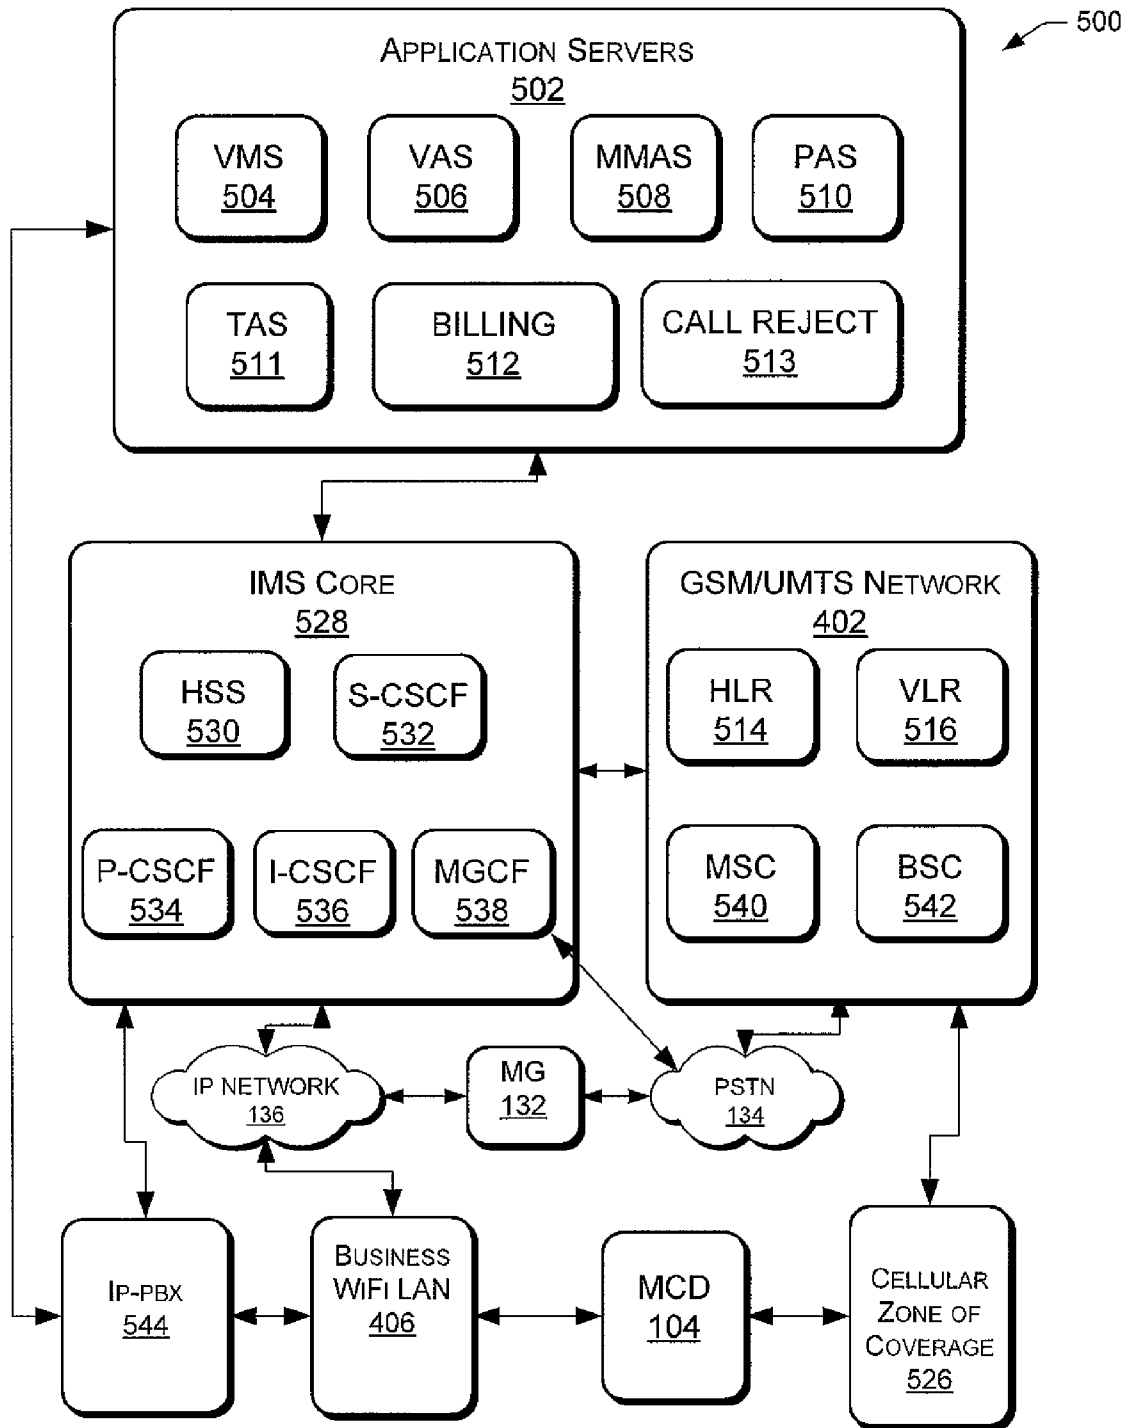 500
APPLICATION SERVERS
502
VMS
504
VAS
506
MMAS
508
PAS
510
TAS
511
BILLING
512
CALL REJECT
513
IMS CORE
528
HSS
530
S-CSCF
532
P-CSCF
534
I-CSCF
536
MGCF
538
GSM/UMTS NETWORK
402
HLR
514
VLR
516
MSC
540
BSC
542
IP NETWORK
136
MG
132
PSTN
134
IP-PBX
544
BUSINESS
WIFI LAN
406
MCD
104
CELLULAR
ZONE OF
COVERAGE
526